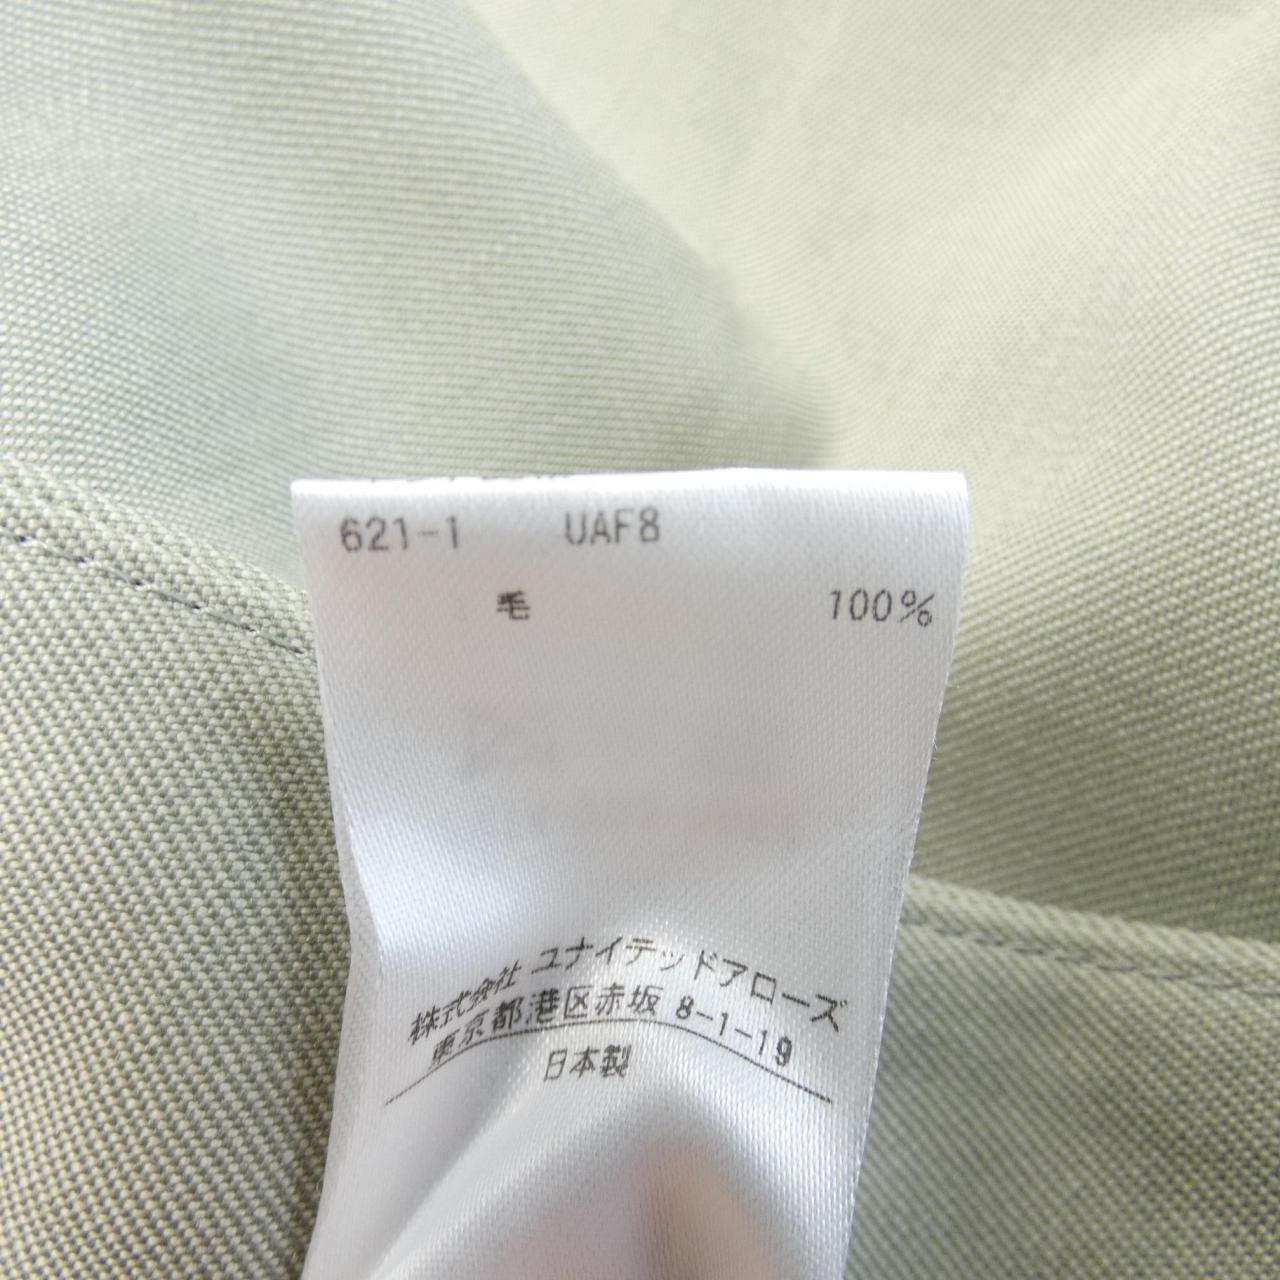 621-1 UAF8
毛 100%
株式会社 ユナイテッドアローズ
東京都港区赤坂 8-1-19
日本製